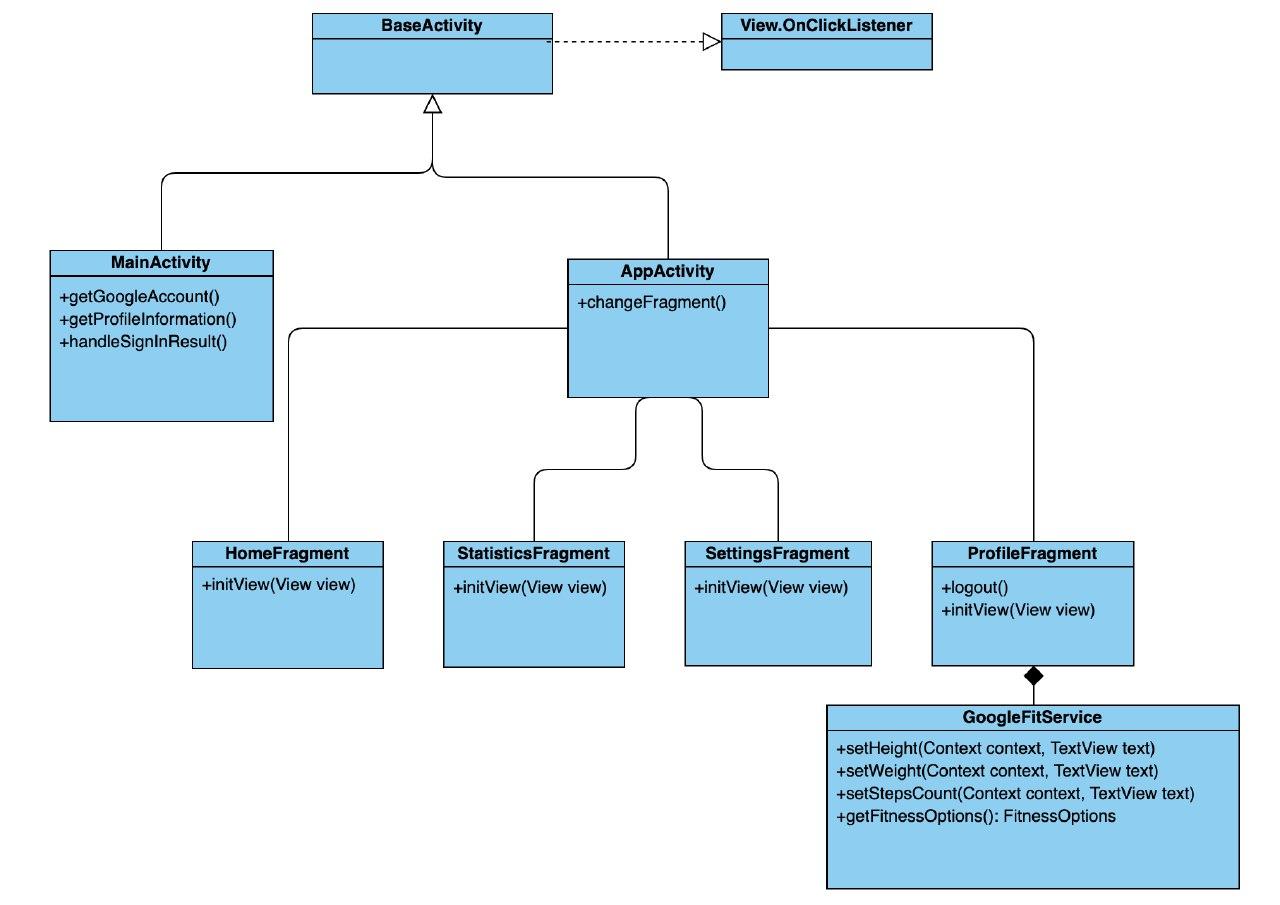 BaseActivity
View.OnClickListener
MainActivity
+getGoogleAccount()
+getProfileInformation()
+handleSignInResult()
AppActivity
+changeFragment()
HomeFragment
+initView(View view)
StatisticsFragment
+initView(View view)
SettingsFragment
+initView(View view)
ProfileFragment
+logout()
+initView(View view)
GoogleFitService
+setHeight(Context context, TextView text)
+setWeight(Context context, TextView text)
+setStepsCount(Context context, TextView text)
+getFitnessOptions(): FitnessOptions